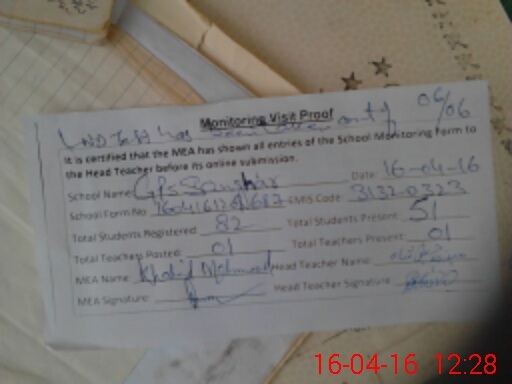 Monitoring Visit Proof
LND Test has been taken only 06/06
It is certified that the MEA has shown all entries of the School Monitoring Form to
the Head Teacher before its online submission.
School Name GPS Date 16-04-16
School Form No EMIS Code: 3132-0323
Total Students Registered: 82 Total Students Present: 51
Total Teachers Posted: 01 Total Teachers Present: 01
MEA Name: Khalid Mehmood Head Teacher Name:
MEA Signature: Head Teacher Signature:
16-04-16 12:28